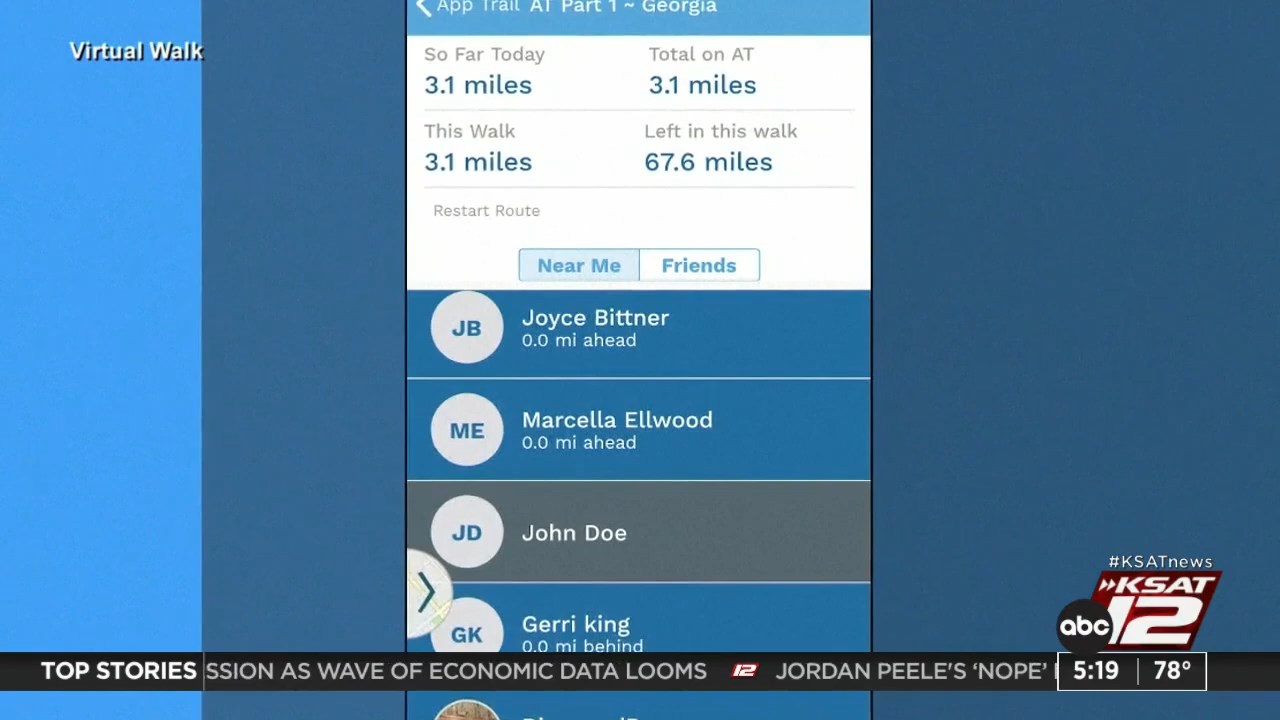 App Trail AT Part 1 ~ Georgia
Virtual Walk
So Far Today
Total on AT
3.1 miles
3.1 miles
This Walk
Left in this walk
3.1 miles
67.6 miles
Restart Route
Near Me
Friends
JB
Joyce Bittner
0.0 mi ahead
ME
Marcella Ellwood
0.0 mi ahead
JD
John Doe
GK
Gerri king
0.0 mi behind
#KSATnews
KSAT
abc 12
TOP STORIES
SSION AS WAVE OF ECONOMIC DATA LOOMS 12 JORDAN PEELE'S ‘NOPE’
5:19 78°